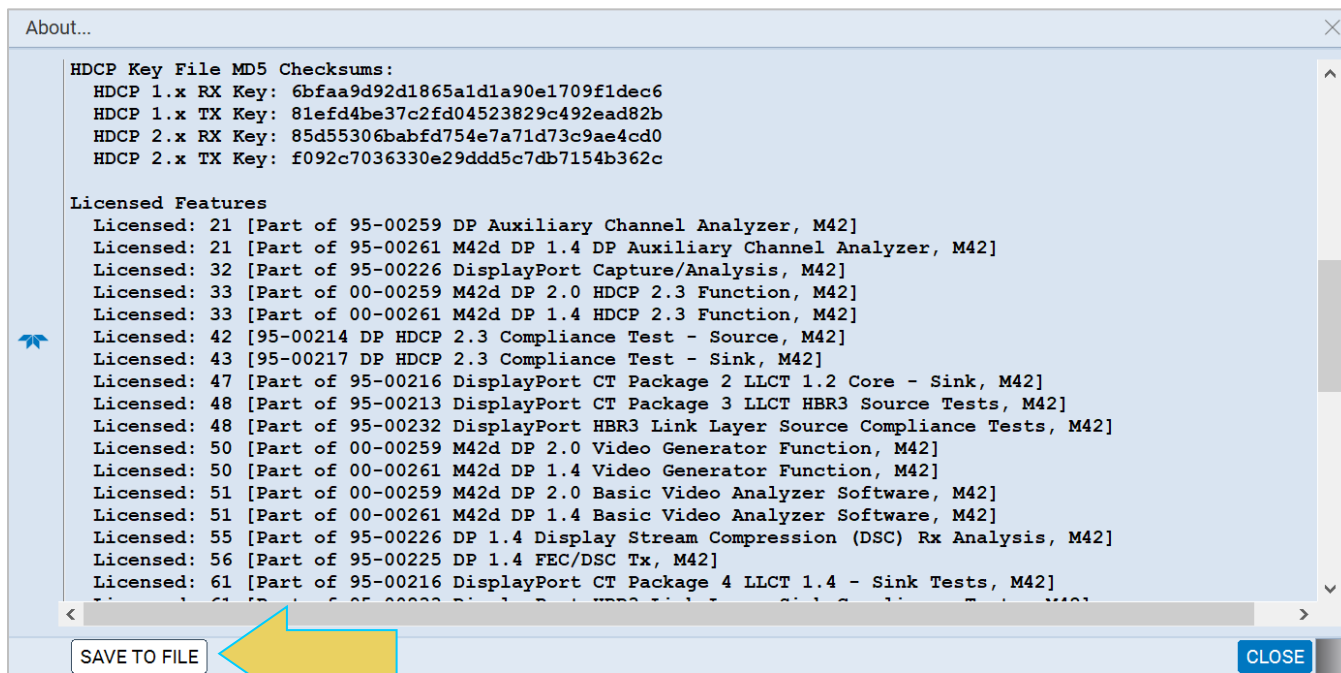 About...
HDCP Key File MD5 Checksums:
HDCP 1.x RX Key: 6bfaa9d92d1865a1d1a90e1709f1dec6
HDCP 1.x TX Key: 81efd4be37c2fd04523829c492ead82b
HDCP 2.x RX Key: 85d55306babfd754e7a71d73c9ae4cd0
HDCP 2.x TX Key: f092c7036330e29ddd5c7db7154b362c
Licensed Features
Licensed: 21 [Part of 95-00259 DP Auxiliary Channel Analyzer, M42]
Licensed: 21 [Part of 95-00261 M42d DP 1.4 DP Auxiliary Channel Analyzer, M42]
Licensed: 32 [Part of 95-00226 DisplayPort Capture/Analysis, M42]
Licensed: 33 [Part of 00-00259 M42d DP 2.0 HDCP 2.3 Function, M42]
Licensed: 33 [Part of 00-00261 M42d DP 1.4 HDCP 2.3 Function, M42]
Licensed: 42 [95-00214 DP HDCP 2.3 Compliance Test - Source, M42]
Licensed: 43 [95-00217 DP HDCP 2.3 Compliance Test - Sink, M42]
Licensed: 47 [Part of 95-00216 DisplayPort CT Package 2 LLCT 1.2 Core - Sink, M42]
Licensed: 48 [Part of 95-00213 DisplayPort CT Package 3 LLCT HBR3 Source Tests, M42]
Licensed: 48 [Part of 95-00232 DisplayPort HBR3 Link Layer Source Compliance Tests, M42]
Licensed: 50 [Part of 00-00259 M42d DP 2.0 Video Generator Function, M42]
Licensed: 50 [Part of 00-00261 M42d DP 1.4 Video Generator Function, M42]
Licensed: 51 [Part of 00-00259 M42d DP 2.0 Basic Video Analyzer Software, M42]
Licensed: 51 [Part of 00-00261 M42d DP 1.4 Basic Video Analyzer Software, M42]
Licensed: 55 [Part of 95-00226 DP 1.4 Display Stream Compression (DSC) Rx Analysis, M42]
Licensed: 56 [Part of 95-00225 DP 1.4 FEC/DSC Tx, M42]
Licensed: 61 [Part of 95-00216 DisplayPort CT Package 4 LLCT 1.4 - Sink Tests, M42]
SAVE TO FILE
CLOSE